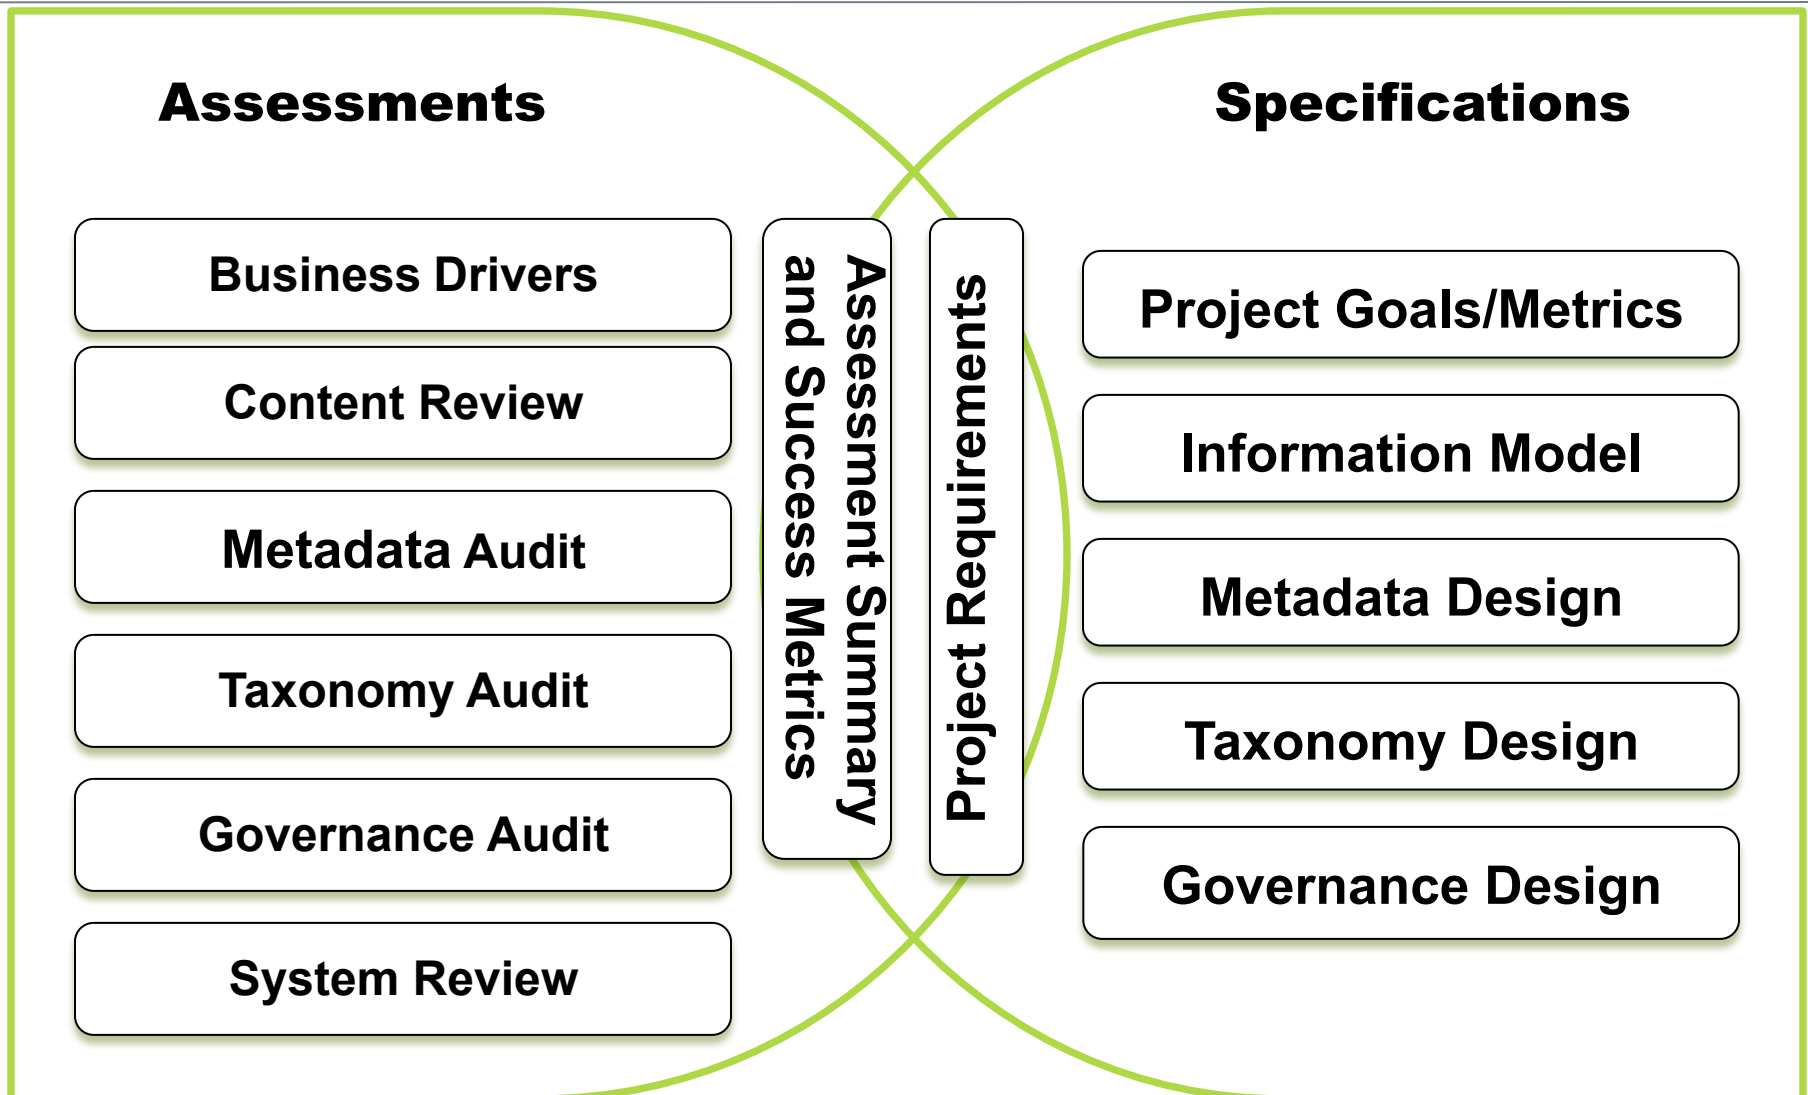 Assessments
Business Drivers
Content Review
Metadata Audit
Taxonomy Audit
Governance Audit
System Review
Assessment Summary
and Success Metrics
Project Requirements
Specifications
Project Goals/Metrics
Information Model
Metadata Design
Taxonomy Design
Governance Design